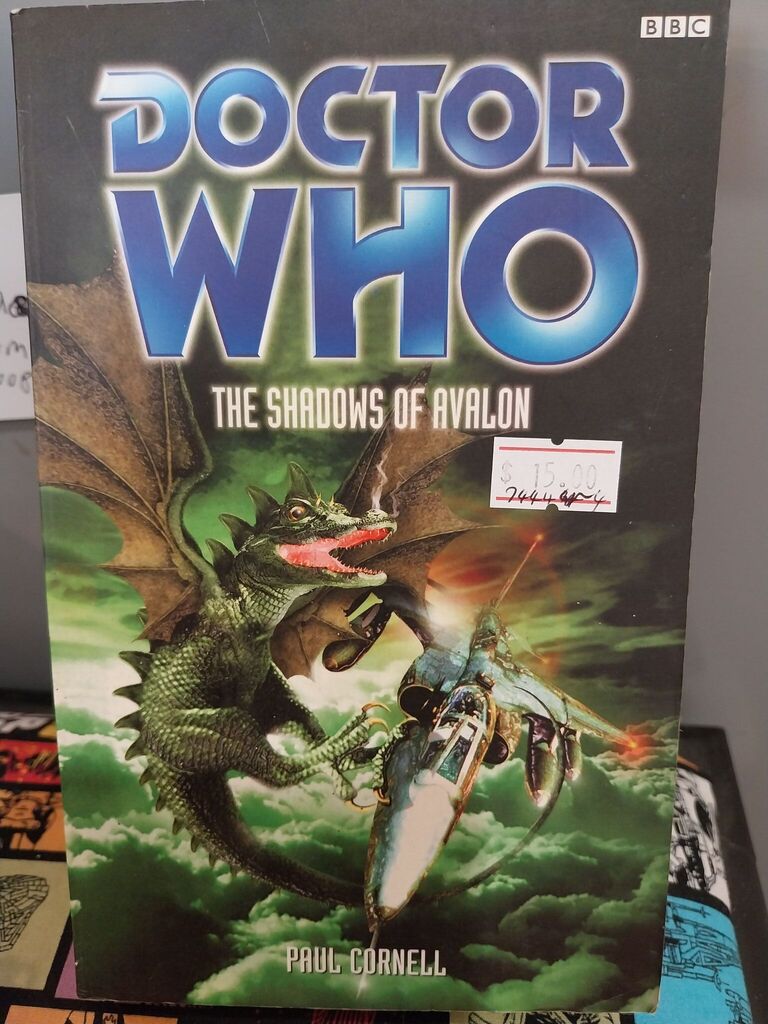 BBC
DOCTOR
WHO
THE SHADOWS OF AVALON
$ 15.00
PAUL CORNELL